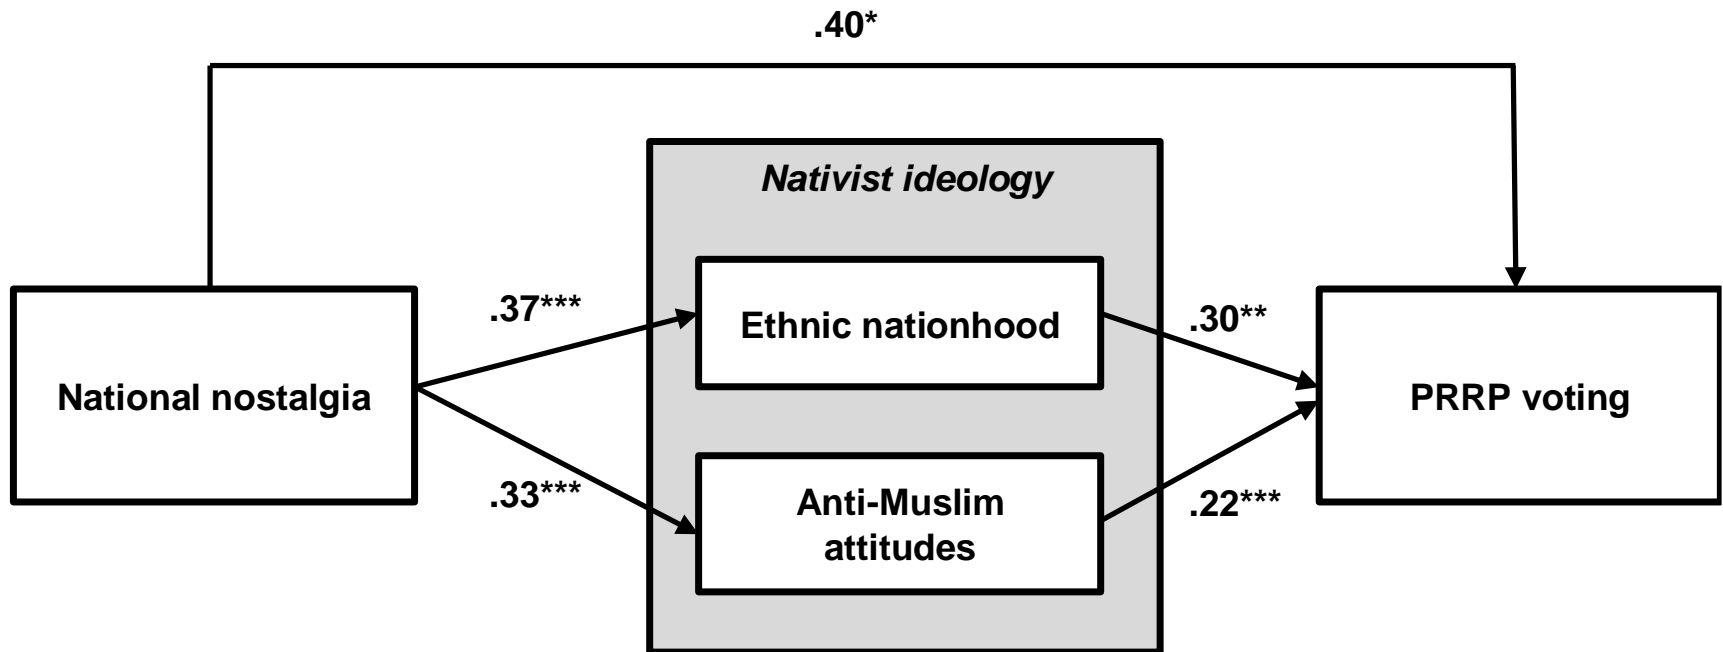 .40*
Nativist ideology
.37***
Ethnic nationhood
.30**
National nostalgia
PRRP voting
.33***
Anti-Muslim
attitudes
.22***